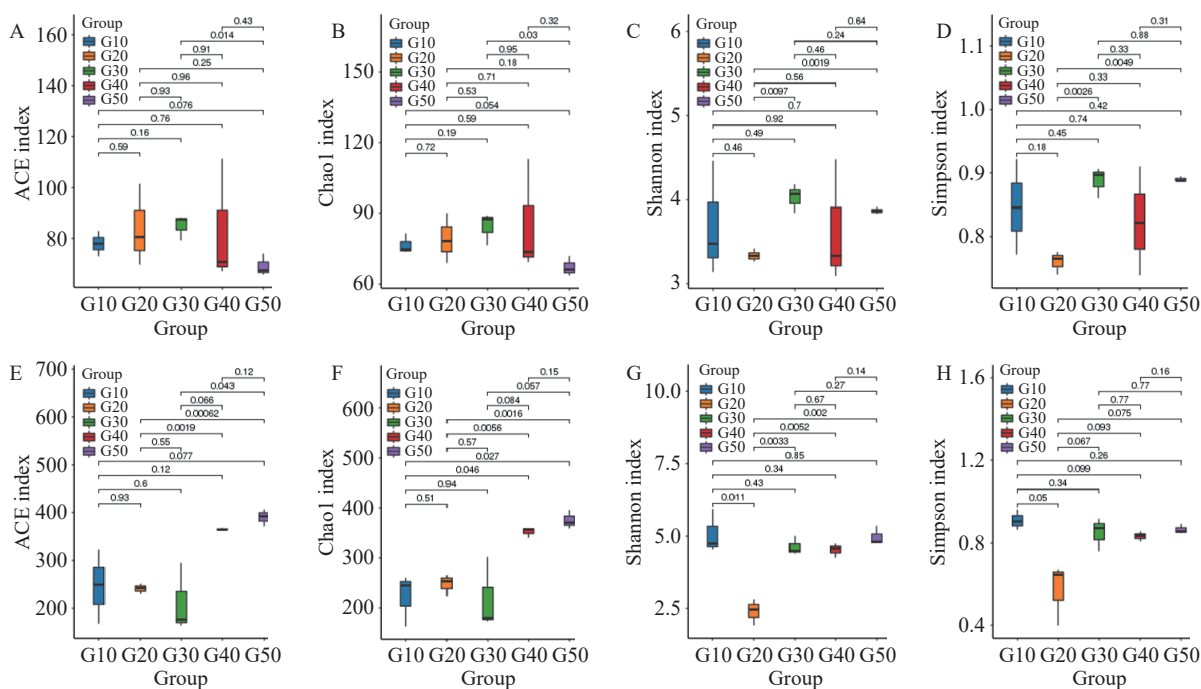 A
ACE index
160
120
100
80
Group
G10
G20
G30
G40
G50
0.43
0.014
0.91
0.25
0.96
0.93
0.076
0.76
0.16
0.59
G10 G20 G30 G40 G50
Group
B
Chao1 index
150
120
90
60
Group
G10
G20
G30
G40
G50
0.32
0.03
0.95
0.18
0.71
0.53
0.054
0.59
0.19
0.72
G10 G20 G30 G40 G50
Group
C
Shannon index
6
5
4
3
Group
G10
G20
G30
G40
G50
0.64
0.24
0.46
0.0019
0.56
0.0097
0.7
0.92
0.49
0.46
G10 G20 G30 G40 G50
Group
D
Simpson index
1.1
1.0
0.9
0.8
Group
G10
G20
G30
G40
G50
0.31
0.88
0.33
0.0049
0.33
0.0026
0.42
0.74
0.45
0.18
G10 G20 G30 G40 G50
Group
E
ACE index
700
600
500
400
300
200
Group
G10
G20
G30
G40
G50
0.12
0.043
0.066
0.00062
0.0019
0.55
0.077
0.12
0.6
0.93
G10 G20 G30 G40 G50
Group
F
Chao1 index
600
500
400
300
200
Group
G10
G20
G30
G40
G50
0.15
0.057
0.084
0.0016
0.0056
0.57
0.027
0.046
0.94
0.51
G10 G20 G30 G40 G50
Group
G
Shannon index
10.0
7.5
5.0
2.5
Group
G10
G20
G30
G40
G50
0.14
0.27
0.67
0.002
0.0052
0.0033
0.85
0.34
0.43
0.011
G10 G20 G30 G40 G50
Group
H
Simpson index
1.6
1.2
0.8
0.4
Group
G10
G20
G30
G40
G50
0.16
0.77
0.77
0.075
0.093
0.067
0.26
0.099
0.34
0.05
G10 G20 G30 G40 G50
Group